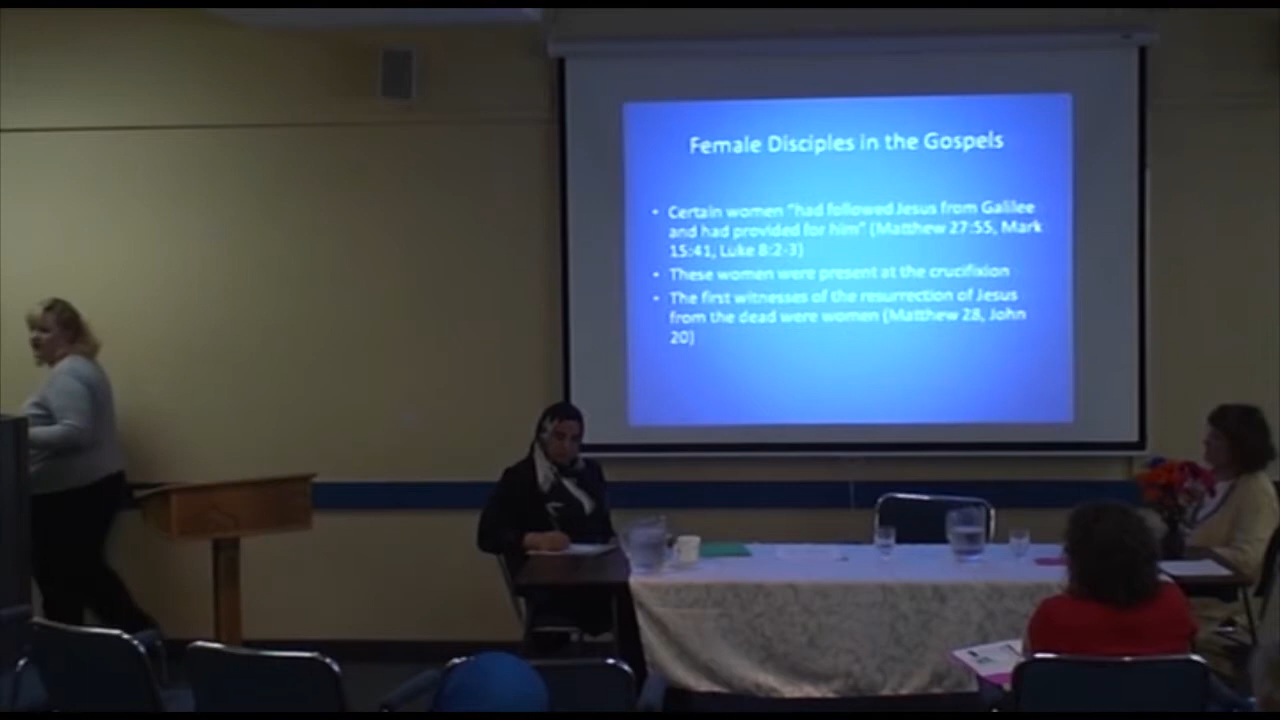 Female Disciples in the Gospels
• Certain women "had followed Jesus from Galilee
and had provided for him" (Matthew 27:55, Mark
15:41, Luke 8:2-3)
• These women were present at the crucifixion
• The first witnesses of the resurrection of Jesus
from the dead were women (Matthew 28, John
20)